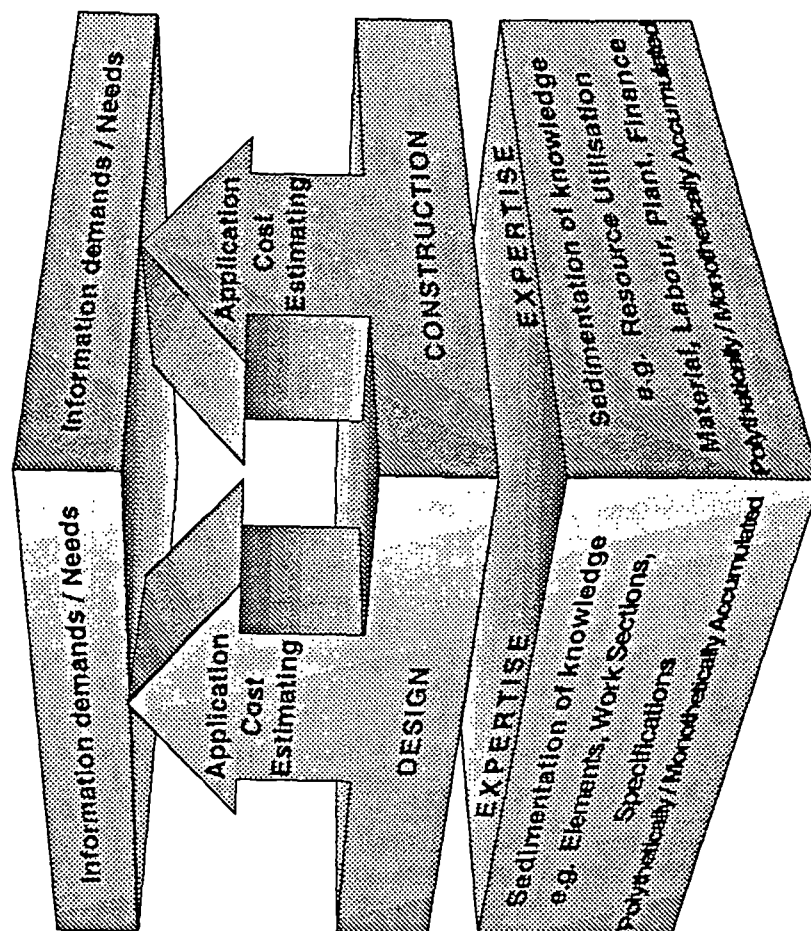 Information demands / Needs
Information demands / Needs
Application
Cost
Estimating
Application
Cost
Estimating
DESIGN
CONSTRUCTION
EXPERTISE
Sedimentation of knowledge
e.g. Elements, Work Sections,
Specifications
Polythetically / Monothetically Accumulated
EXPERTISE
Sedimentation of knowledge
e.g. Resource Utilisation
Material, Labour, Plant, Finance
Polythetically / Monothetically Accumulated